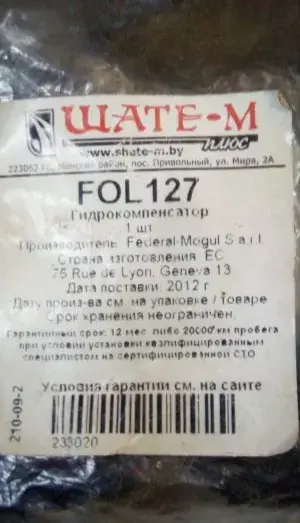 ШАТЕ-М
ПЛЮС
www.shate-m.by
223062 РБ, Минский район, пос. Привольный, ул. Мира, 2А
FOL127
Гидрокомпенсатор
1 шт
Производитель Federal-Mogul S.a.r.l.
Страна изготовления ЕС
75 Rue de Lyon, Geneva 13
Дата поставки: 2012 г
Дату произ-ва см. на упаковке / Товаре
Срок хранения неограничен,
Гарантийный срок: 12 мес. либо 20000 км пробега
при условии установки квалифицированным
специалистом на сертифицированной СТО
Условия гарантии см. на сайте
233020
210-09-2